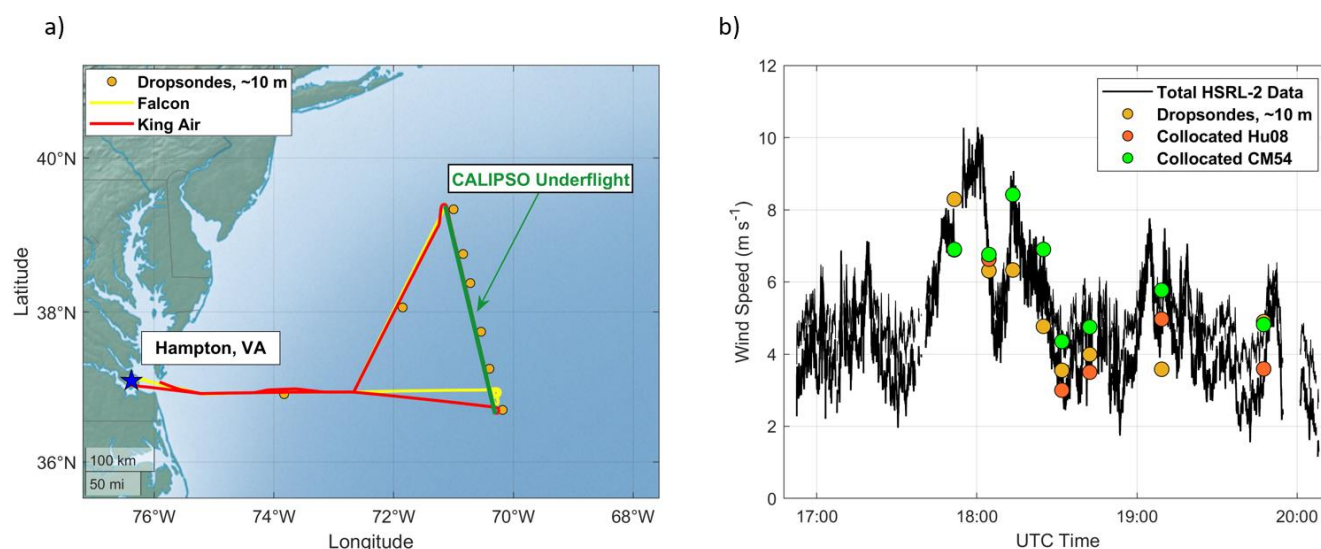 a)
Dropsondes, ~10 m
Falcon
King Air
40°N
38°N
36°N
Latitude
CALIPSO Underflight
Hampton, VA
100 km
50 mi
76°W
74°W
72°W
70°W
68°W
Longitude
b)
12
10
8
6
4
2
0
Wind Speed (m s⁻¹)
Total HSRL-2 Data
Dropsondes, ~10 m
Collocated Hu08
Collocated CM54
17:00
18:00
19:00
20:00
UTC Time